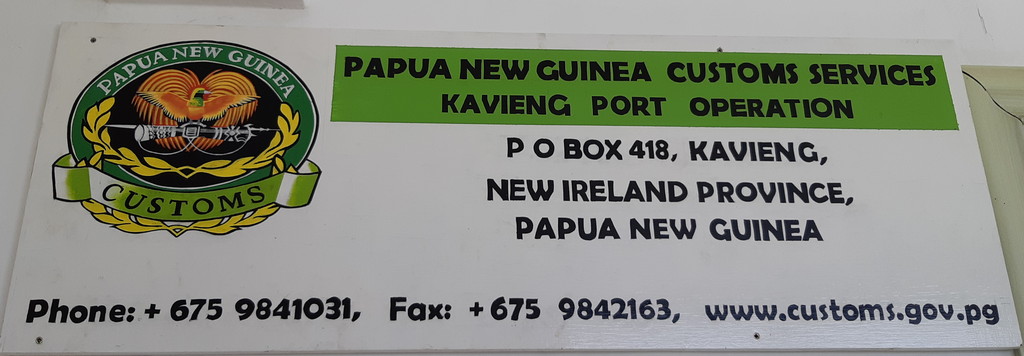 PAPUA NEW GUINEA
CUSTOMS
PAPUA NEW GUINEA CUSTOMS SERVICES
KAVIENG PORT OPERATION
P O BOX 418, KAVIENG,
NEW IRELAND PROVINCE,
PAPUA NEW GUINEA
Phone: + 675 9841031, Fax: + 675 9842163, www.customs.gov.pg